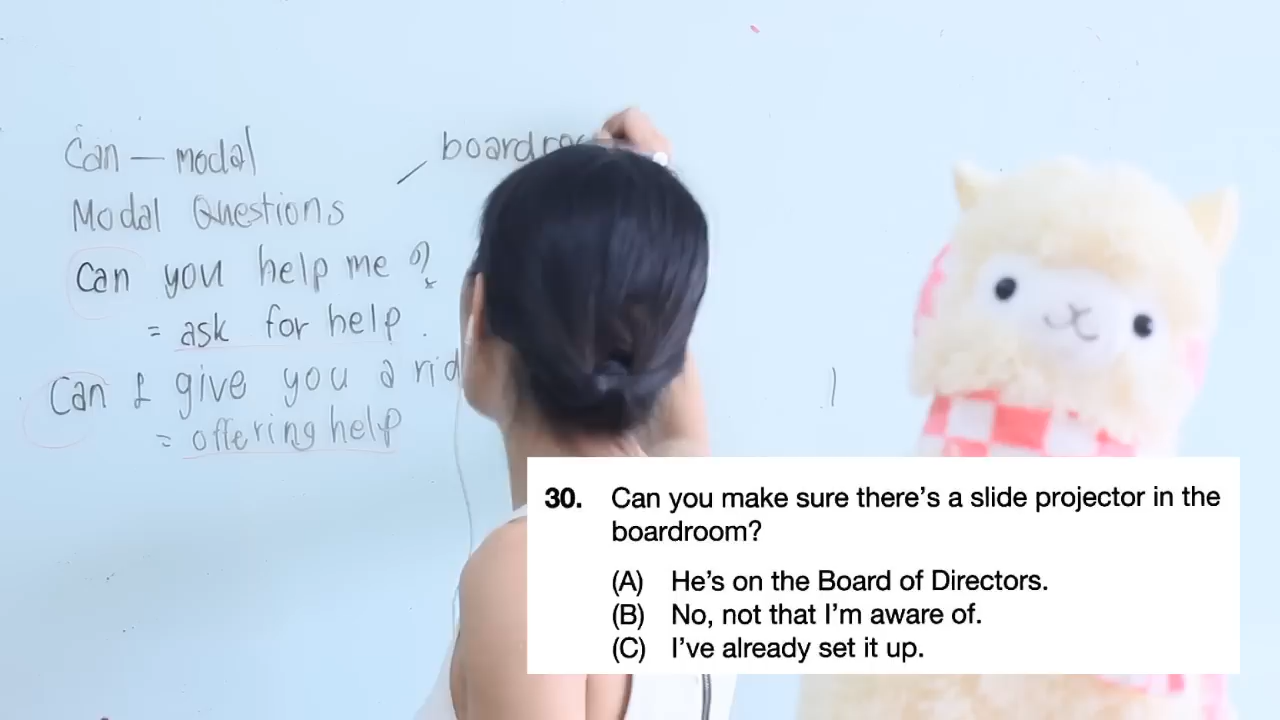 Can — modal
Modal Questions
Can you help me ?
= ask for help.
Can I give you a
= offering help
30. Can you make sure there's a slide projector in the
boardroom?
(A) He's on the Board of Directors.
(B) No, not that I'm aware of.
(C) I've already set it up.